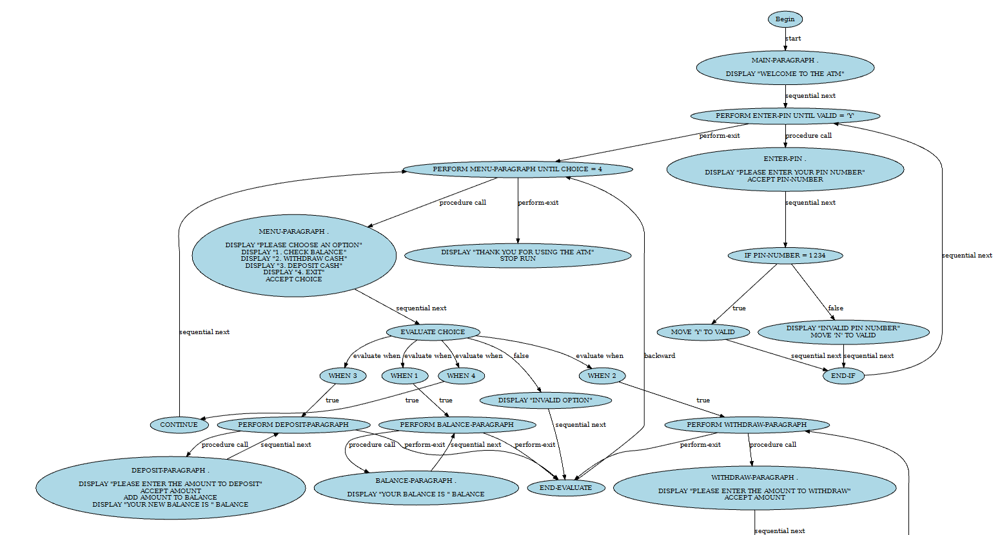 Begin
start
MAIN-PARAGRAPH .
DISPLAY "WELCOME TO THE ATM"
sequential next
PERFORM ENTER-PIN UNTIL VALID = 'Y'
perform-exit
procedure call
ENTER-PIN .
DISPLAY "PLEASE ENTER YOUR PIN NUMBER"
ACCEPT PIN-NUMBER
PERFORM MENU-PARAGRAPH UNTIL CHOICE = 4
procedure call
perform-exit
sequential next
MENU-PARAGRAPH .
DISPLAY "PLEASE CHOOSE AN OPTION"
DISPLAY "1. CHECK BALANCE"
DISPLAY "2. WITHDRAW CASH"
DISPLAY "3. DEPOSIT CASH"
DISPLAY "4. EXIT"
ACCEPT CHOICE
DISPLAY "THANK YOU FOR USING THE ATM"
STOP RUN
IF PIN-NUMBER = 1234
sequential next
sequential next
true
false
sequential next
EVALUATE CHOICE
MOVE 'Y' TO VALID
DISPLAY "INVALID PIN NUMBER"
MOVE 'N' TO VALID
evaluate when
evaluate when
evaluate when
false
evaluate when
backward
sequential next
sequential next
WHEN 3
WHEN 1
WHEN 4
WHEN 2
END-IF
true
true
true
DISPLAY "INVALID OPTION"
true
CONTINUE
PERFORM DEPOSIT-PARAGRAPH
PERFORM BALANCE-PARAGRAPH
sequential next
PERFORM WITHDRAW-PARAGRAPH
procedure call
sequential next
procedure call
perform-exit
sequential next
perform-exit
perform-exit
procedure call
DEPOSIT-PARAGRAPH .
DISPLAY "PLEASE ENTER THE AMOUNT TO DEPOSIT"
ACCEPT AMOUNT
ADD AMOUNT TO BALANCE
DISPLAY "YOUR NEW BALANCE IS " BALANCE
BALANCE-PARAGRAPH .
DISPLAY "YOUR BALANCE IS " BALANCE
END-EVALUATE
WITHDRAW-PARAGRAPH .
DISPLAY "PLEASE ENTER THE AMOUNT TO WITHDRAW"
ACCEPT AMOUNT
sequential next